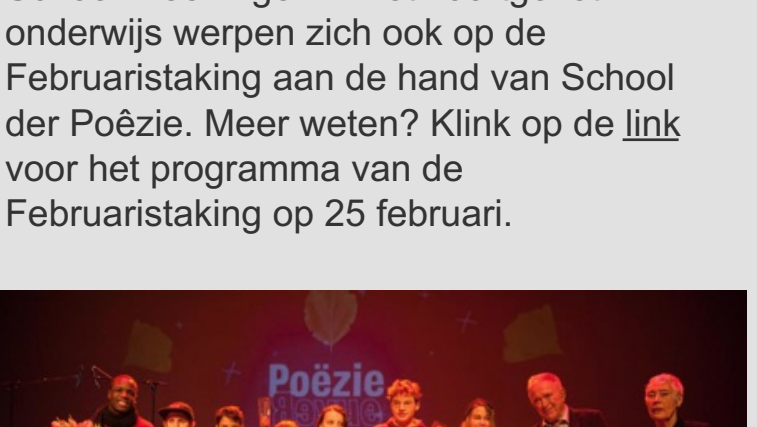 onderwijs werpen zich ook op de
Februaristaking aan de hand van School
der Poêzie. Meer weten? Klink op de link
voor het programma van de
Februaristaking op 25 februari.
Poëzie